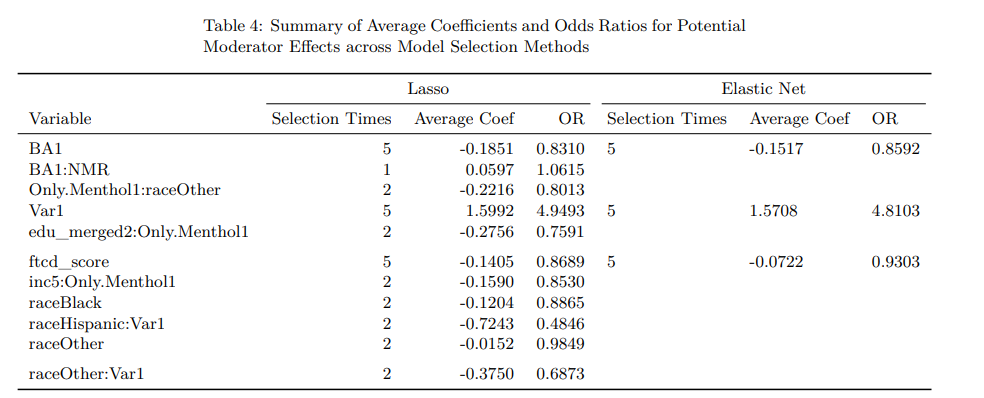 Table 4: Summary of Average Coefficients and Odds Ratios for Potential
Moderator Effects across Model Selection Methods
Lasso Elastic Net
Variable Selection Times Average Coef OR Selection Times Average Coef OR
BA1 5 -0.1851 0.8310 5 -0.1517 0.8592
BA1:NMR 1 0.0597 1.0615
Only.Menthol1:raceOther 2 -0.2216 0.8013
Var1 5 1.5992 4.9493 5 1.5708 4.8103
edu_merged2:Only.Menthol1 2 -0.2756 0.7591
ftcd_score 5 -0.1405 0.8689 5 -0.0722 0.9303
inc5:Only.Menthol1 2 -0.1590 0.8530
raceBlack 2 -0.1204 0.8865
raceHispanic:Var1 2 -0.7243 0.4846
raceOther 2 -0.0152 0.9849
raceOther:Var1 2 -0.3750 0.6873